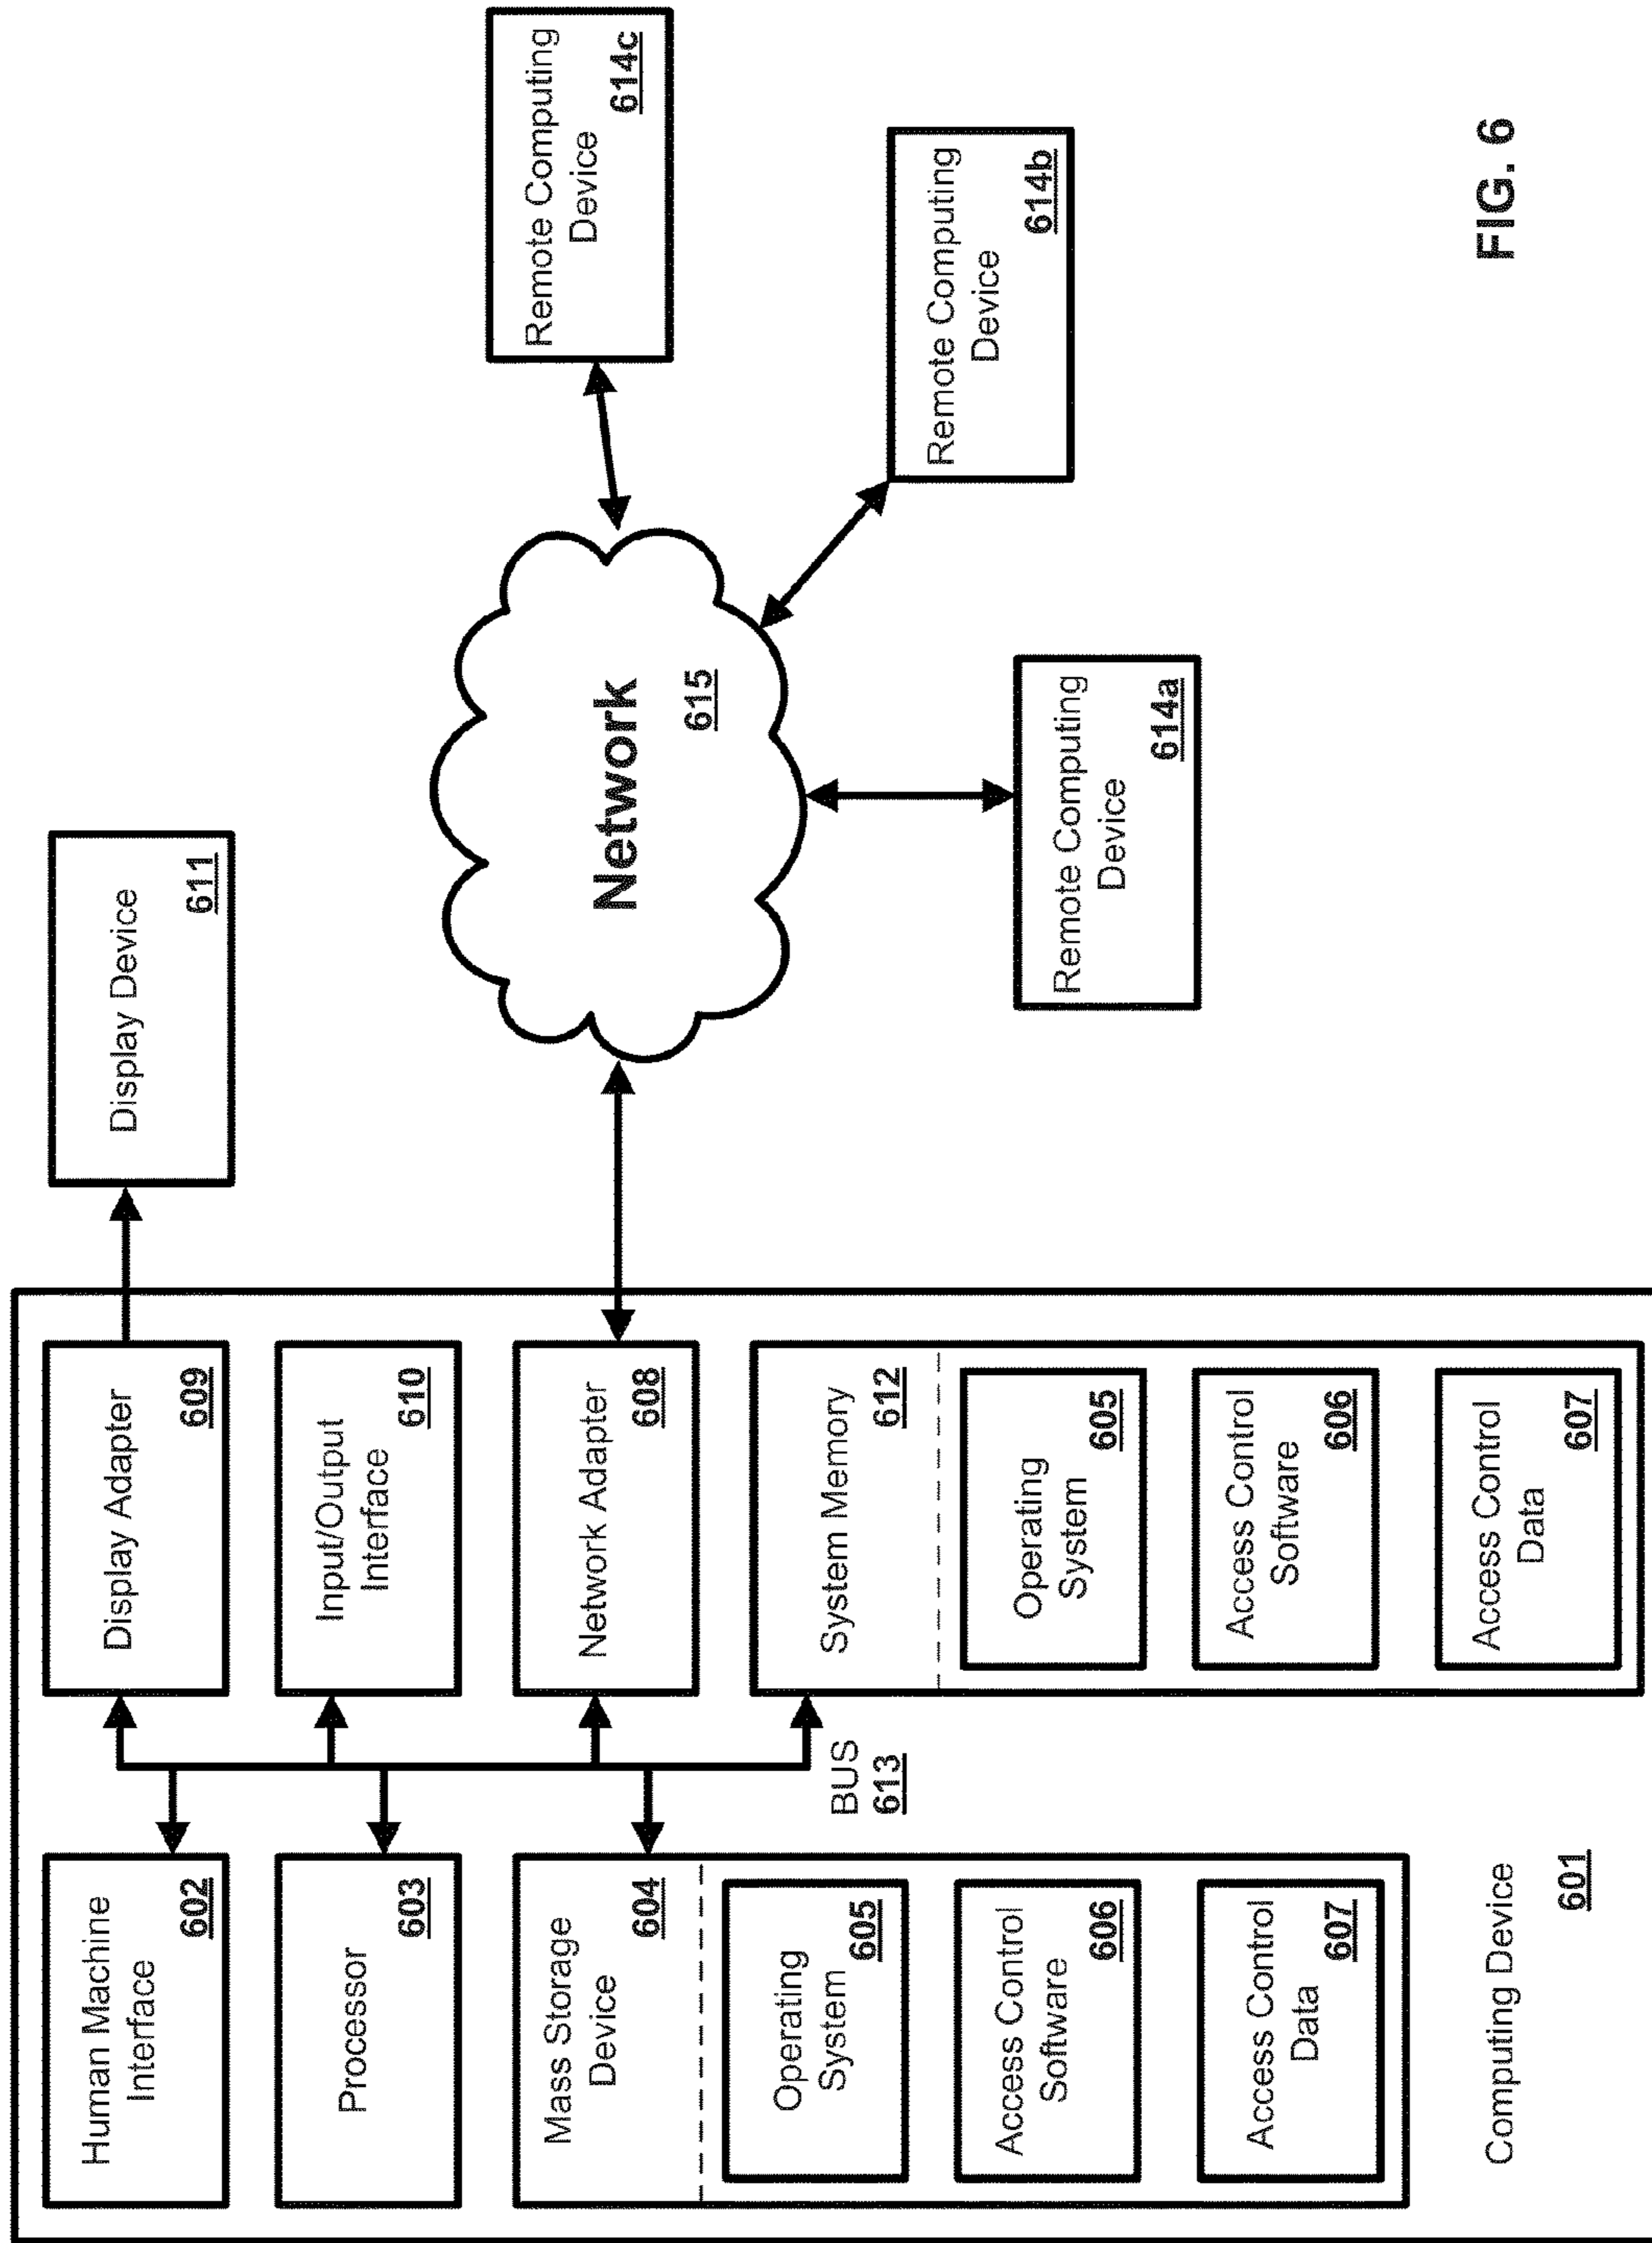 Human Machine
Interface
602
Processor
603
Mass Storage
Device
604
Operating
System
605
Access Control
Software
606
Access Control
Data
607
Computing Device
601
BUS
613
Display Adapter
609
Input/Output
Interface
610
Network Adapter
608
System Memory
612
Operating
System
605
Access Control
Software
606
Access Control
Data
607
Display Device
611
Network
615
Remote Computing
Device
614a
Remote Computing
Device
614b
Remote Computing
Device
614c
FIG. 6